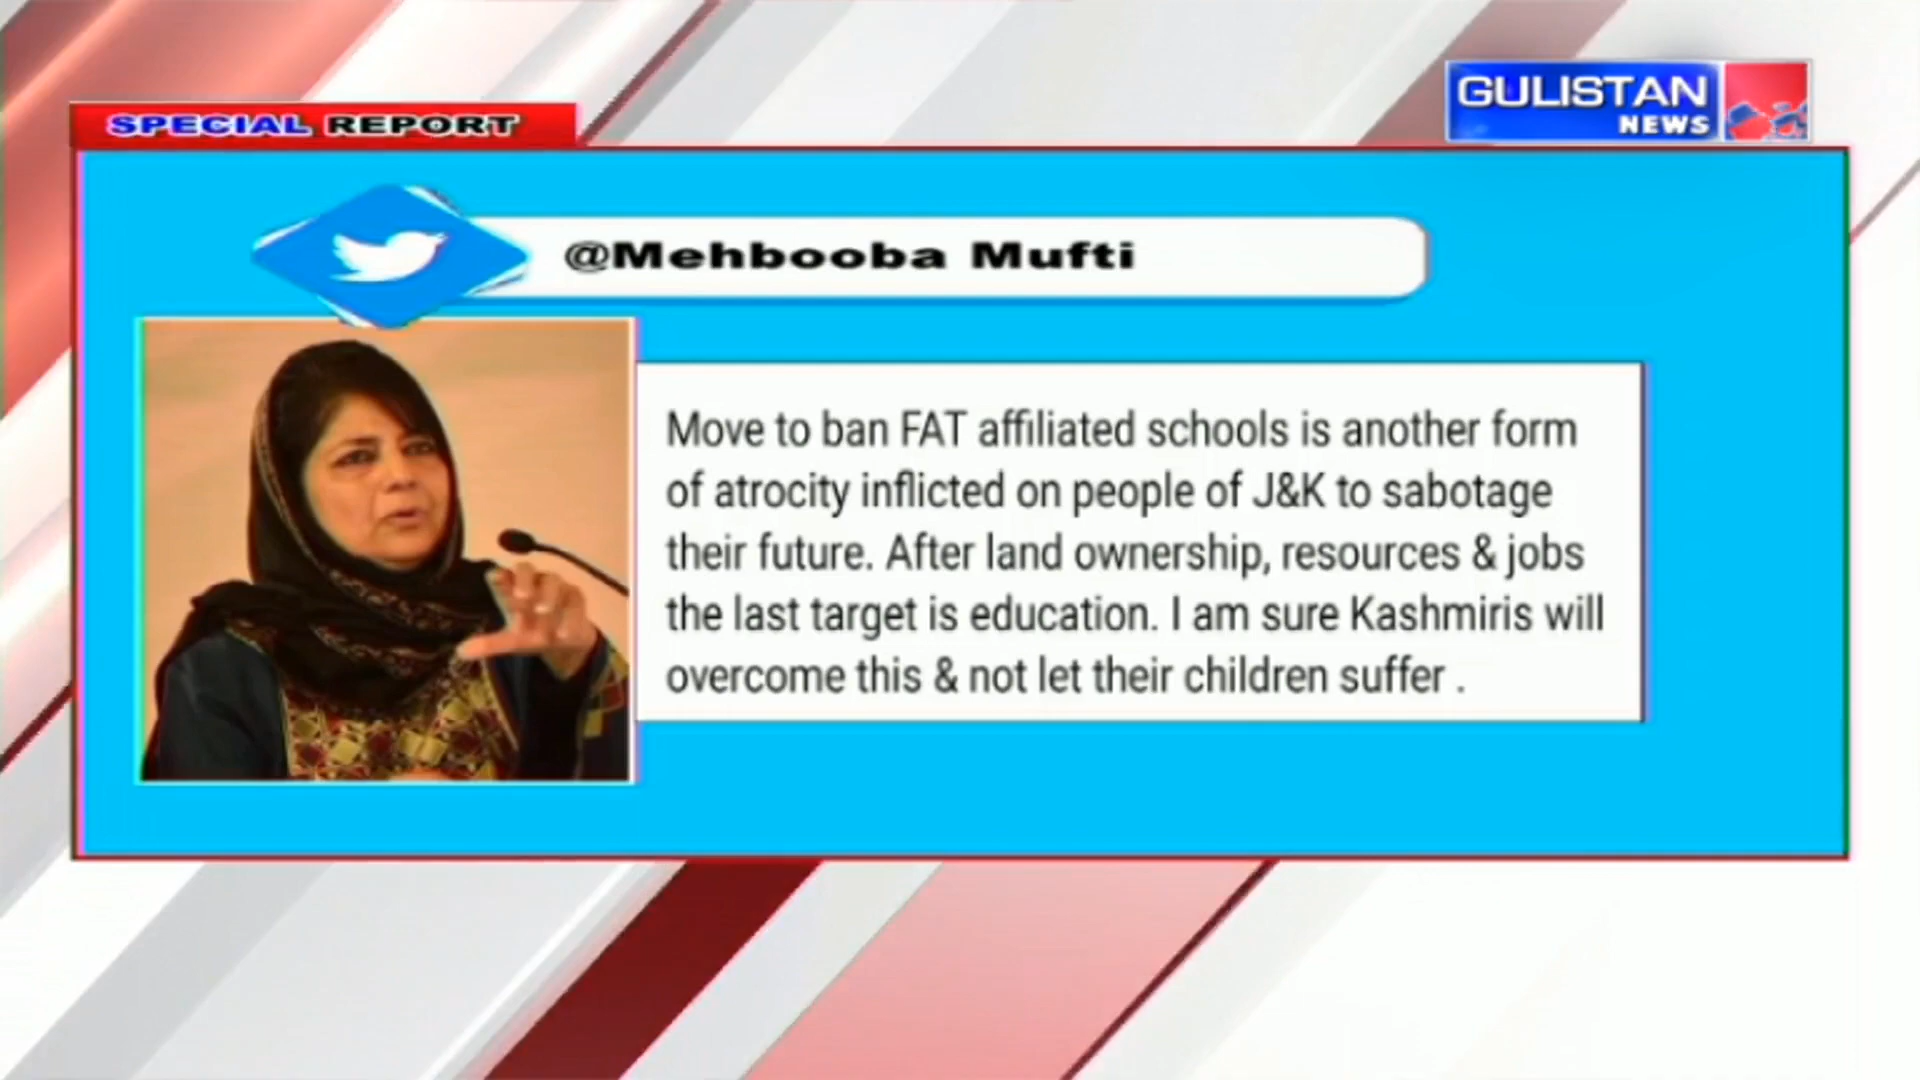 SPECIAL REPORT
GULISTAN
NEWS
@Mehbooba Mufti
Move to ban FAT affiliated schools is another form
of atrocity inflicted on people of J&K to sabotage
their future. After land ownership, resources & jobs
the last target is education. I am sure Kashmiris will
overcome this & not let their children suffer .